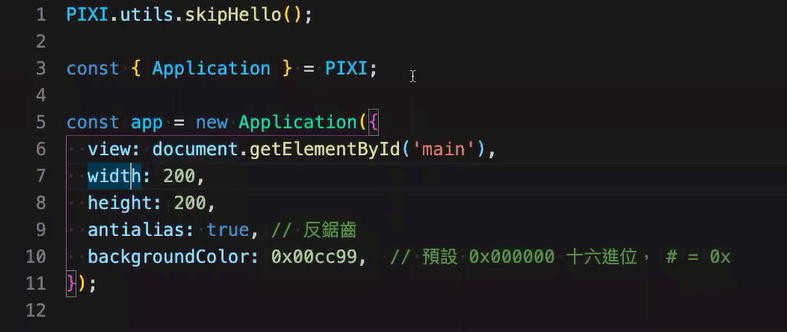 1 PIXI.utils.skipHello();
2
3 const { Application } = PIXI;
4
5 const app = new Application({
6 view: document.getElementById('main'),
7 width: 200,
8 height: 200,
9 antialias: true, // 反鋸齒
10 backgroundColor: 0x00cc99, // 預設 0x000000 十六進位， # = 0x
11 });
12